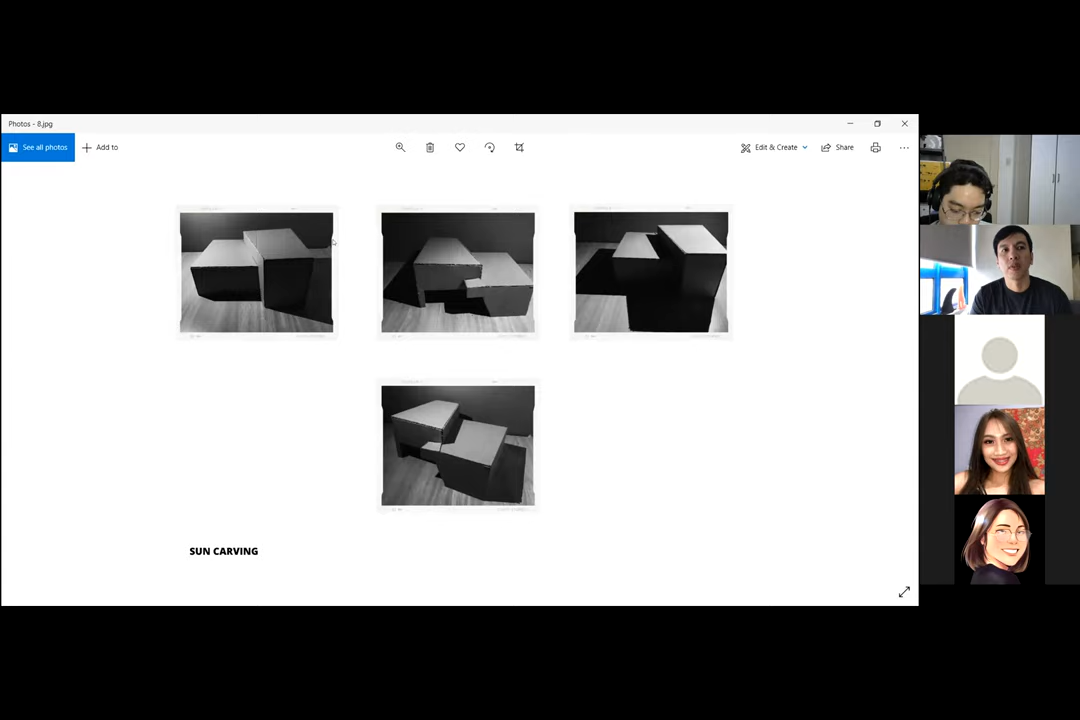 Photos - 8.jpg
See all photos
Add to
Edit & Create
Share
SUN CARVING